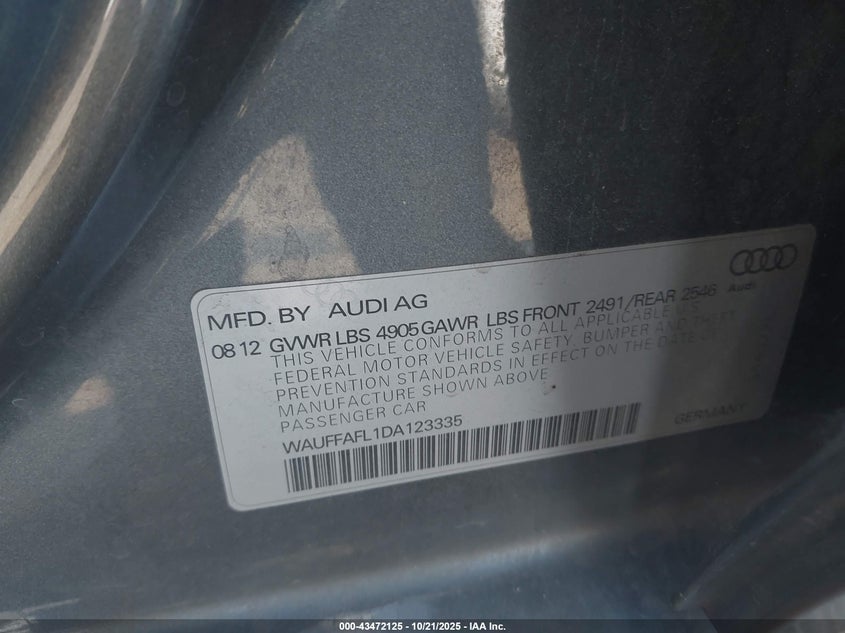 MFD. BY AUDI AG
08 12 GVWR LBS 4905 GAWR LBS FRONT 2491/REAR 2546
Audi
THIS VEHICLE CONFORMS TO ALL APPLICABLE U.S.
FEDERAL MOTOR VEHICLE SAFETY, BUMPER AND THEFT
PREVENTION STANDARDS IN EFFECT ON THE DATE OF
MANUFACTURE SHOWN ABOVE
PASSENGER CAR
WAUFFAFL1DA123335
GERMANY
000-43472125 - 10/21/2025 - IAA Inc.